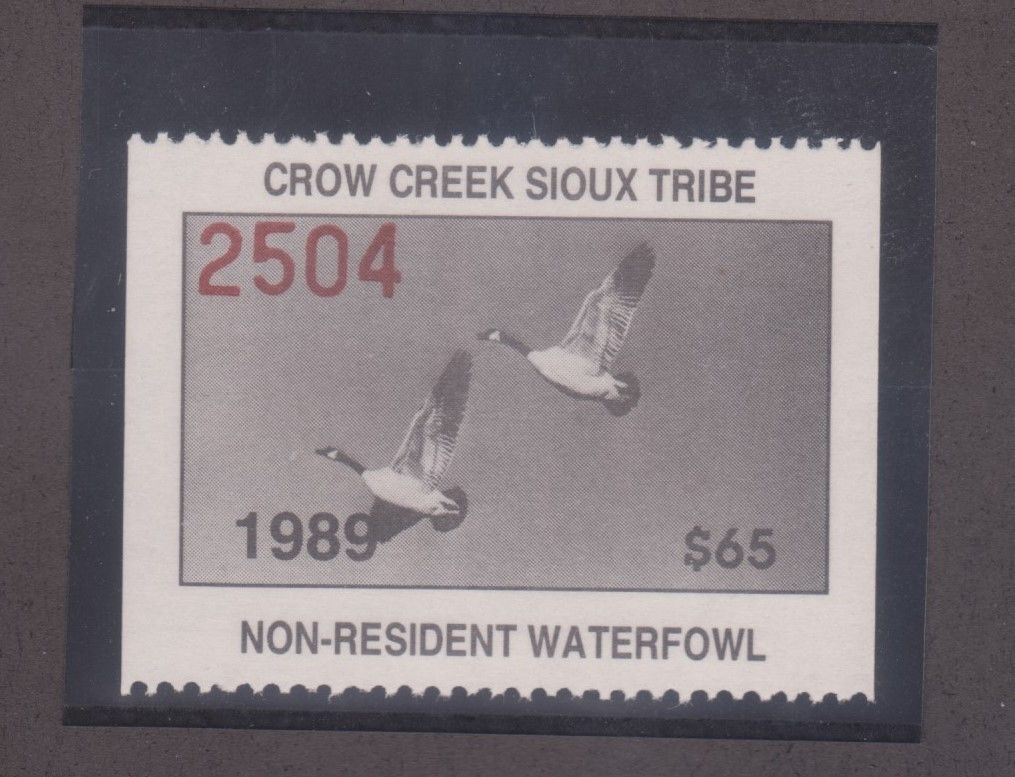 CROW CREEK SIOUX TRIBE
2504
1989
$65
NON-RESIDENT WATERFOWL